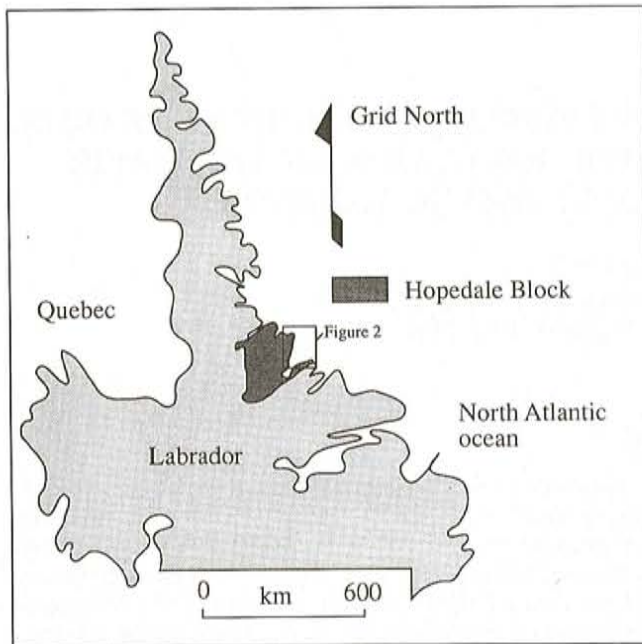 Grid North
Hopedale Block
Quebec
Figure 2
North Atlantic
ocean
Labrador
0 km 600